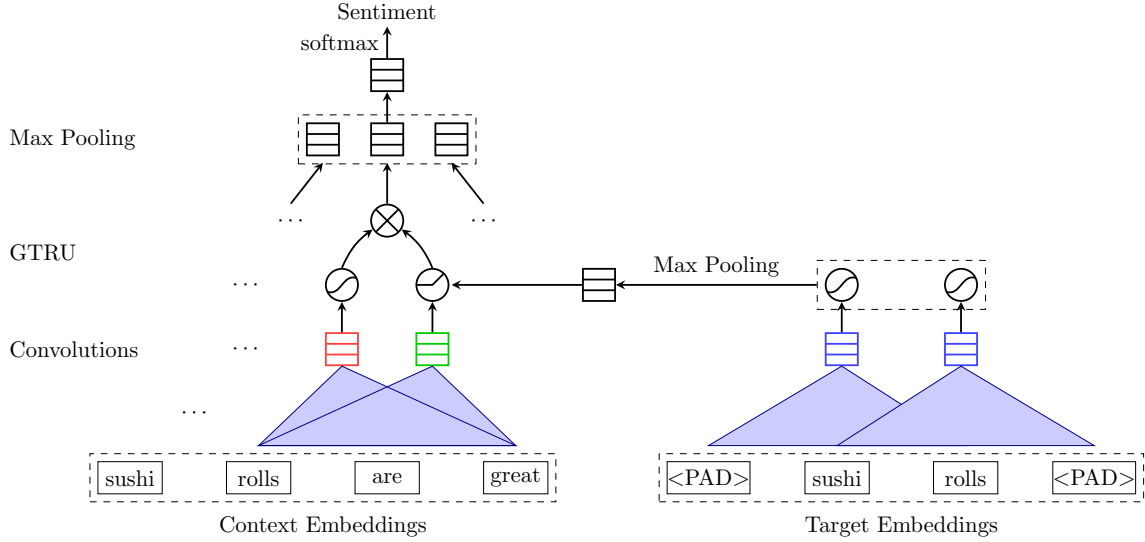 Sentiment
softmax
Max Pooling
... ...
GTRU
Max Pooling
...
Convolutions ...
...
sushi rolls are great <PAD> sushi rolls <PAD>
Context Embeddings Target Embeddings